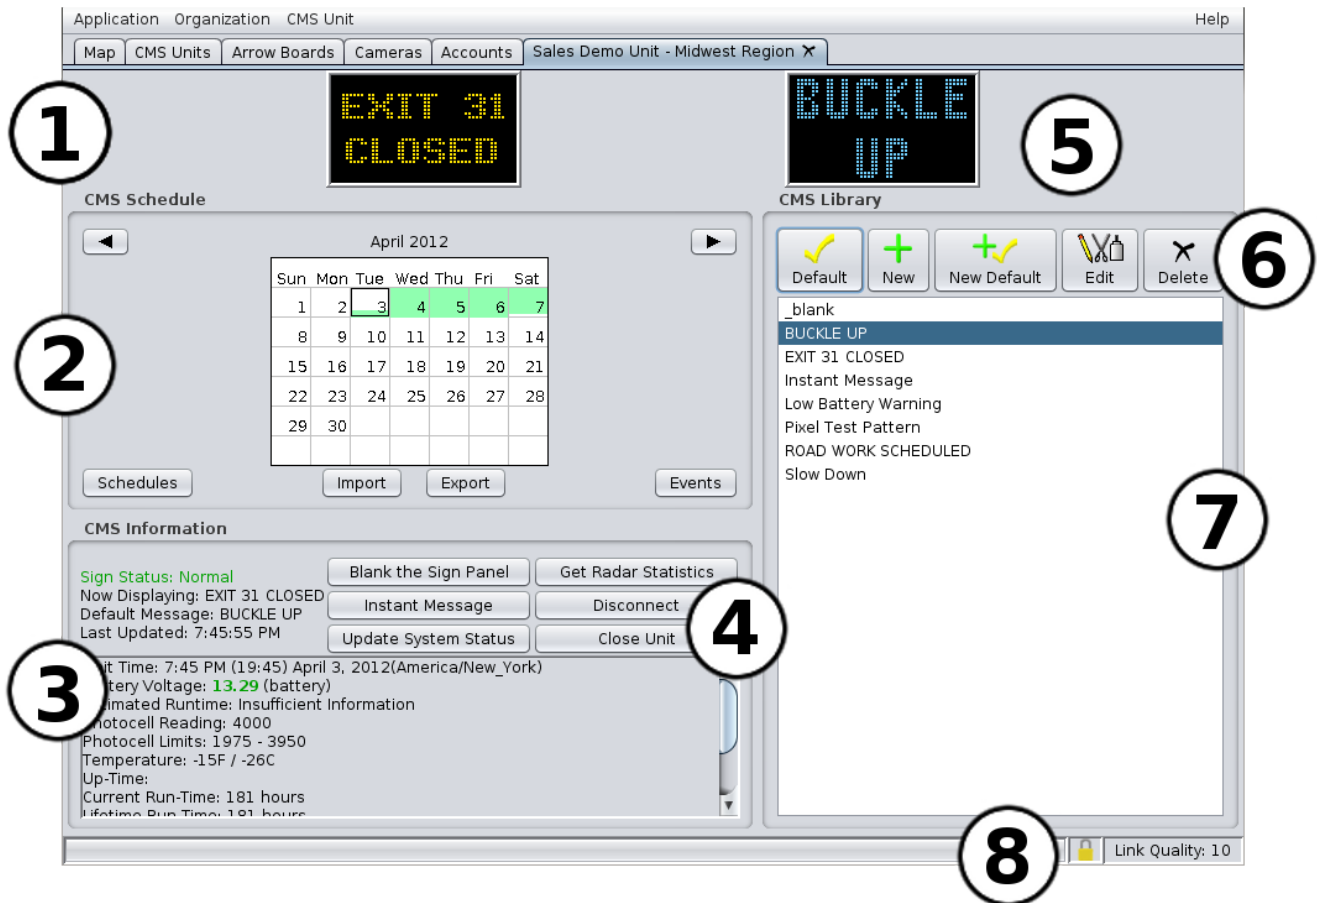 Application Organization CMS Unit Help
Map CMS Units Arrow Boards Cameras Accounts Sales Demo Unit - Midwest Region
1
EXIT 31
CLOSED
BUCKLE
UP
5
CMS Schedule
April 2012
Sun Mon Tue Wed Thu Fri Sat
1 2 3 4 5 6 7
8 9 10 11 12 13 14
15 16 17 18 19 20 21
22 23 24 25 26 27 28
29 30
2
Schedules Import Export Events
CMS Library
Default New New Default Edit Delete
6
_blank
BUCKLE UP
EXIT 31 CLOSED
Instant Message
Low Battery Warning
Pixel Test Pattern
ROAD WORK SCHEDULED
Slow Down
7
CMS Information
Sign Status: Normal
Now Displaying: EXIT 31 CLOSED
Default Message: BUCKLE UP
Last Updated: 7:45:55 PM
Blank the Sign Panel Get Radar Statistics
Instant Message Disconnect
Update System Status Close Unit
4
3
Time: 7:45 PM (19:45) April 3, 2012(America/New_York)
Voltage: 13.29 (battery)
Runtime: Insufficient Information
Reading: 4000
Photocell Limits: 1975 - 3950
Temperature: -15F / -26C
Up-Time:
Current Run-Time: 181 hours
Lifetime Run Time: 181 hours
8
Link Quality: 10